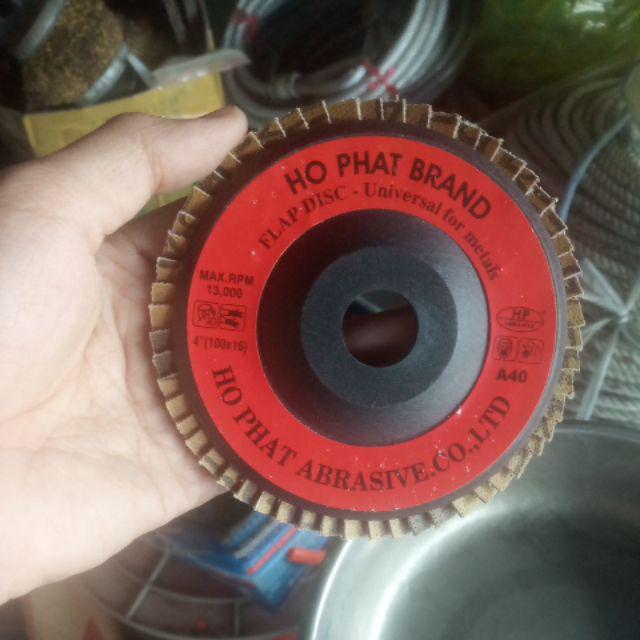 HO PHAT BRAND
FLAP DISC - Universal for metals
MAX.RPM
13.000
4"(100x16)
HP
A40
HO PHAT ABRASIVE.CO.,LTD